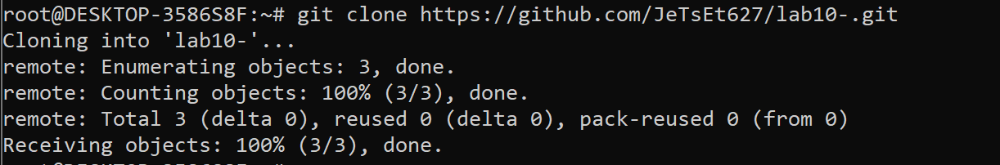 root@DESKTOP-3586S8F:~# git clone https://github.com/JeTsEt627/lab10-.git
Cloning into 'lab10-'...
remote: Enumerating objects: 3, done.
remote: Counting objects: 100% (3/3), done.
remote: Total 3 (delta 0), reused 0 (delta 0), pack-reused 0 (from 0)
Receiving objects: 100% (3/3), done.